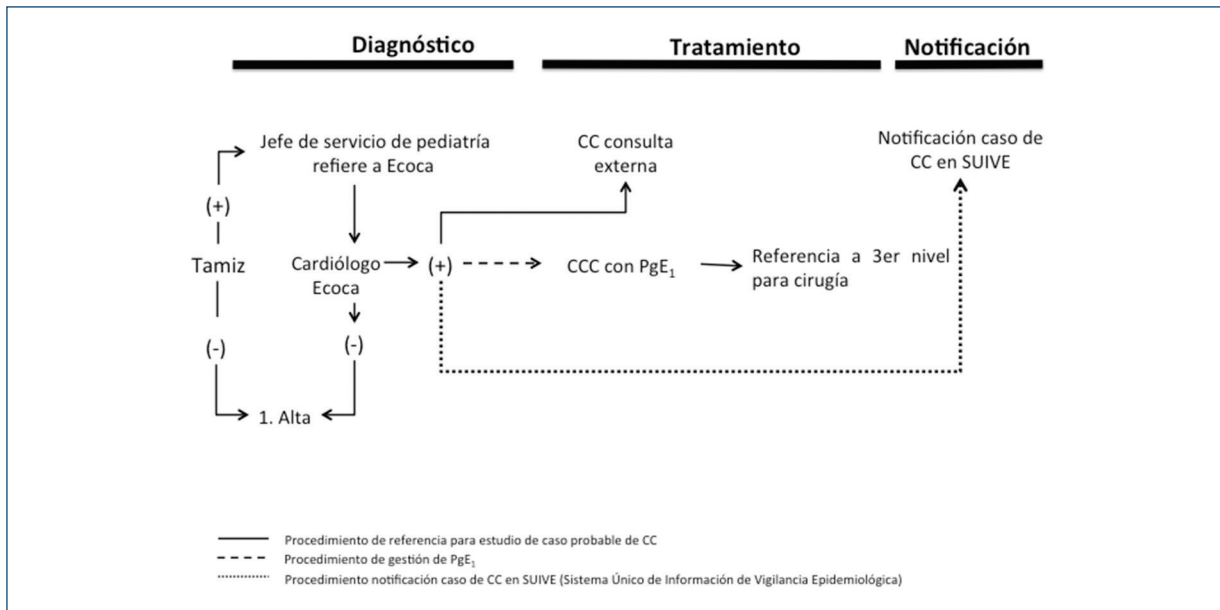 Diagnóstico
Tratamiento
Notificación
Jefe de servicio de pediatría
refiere a Ecoca
CC consulta
externa
Notificación caso de
CC en SUIVE
(+)
Tamiz
Cardiólogo
Ecoca
(+)
CCC con PgE₁
Referencia a 3er nivel
para cirugía
(-)
(-)
1. Alta
Procedimiento de referencia para estudio de caso probable de CC
Procedimiento de gestión de PgE₁
Procedimiento notificación caso de CC en SUIVE (Sistema Único de Información de Vigilancia Epidemiológica)